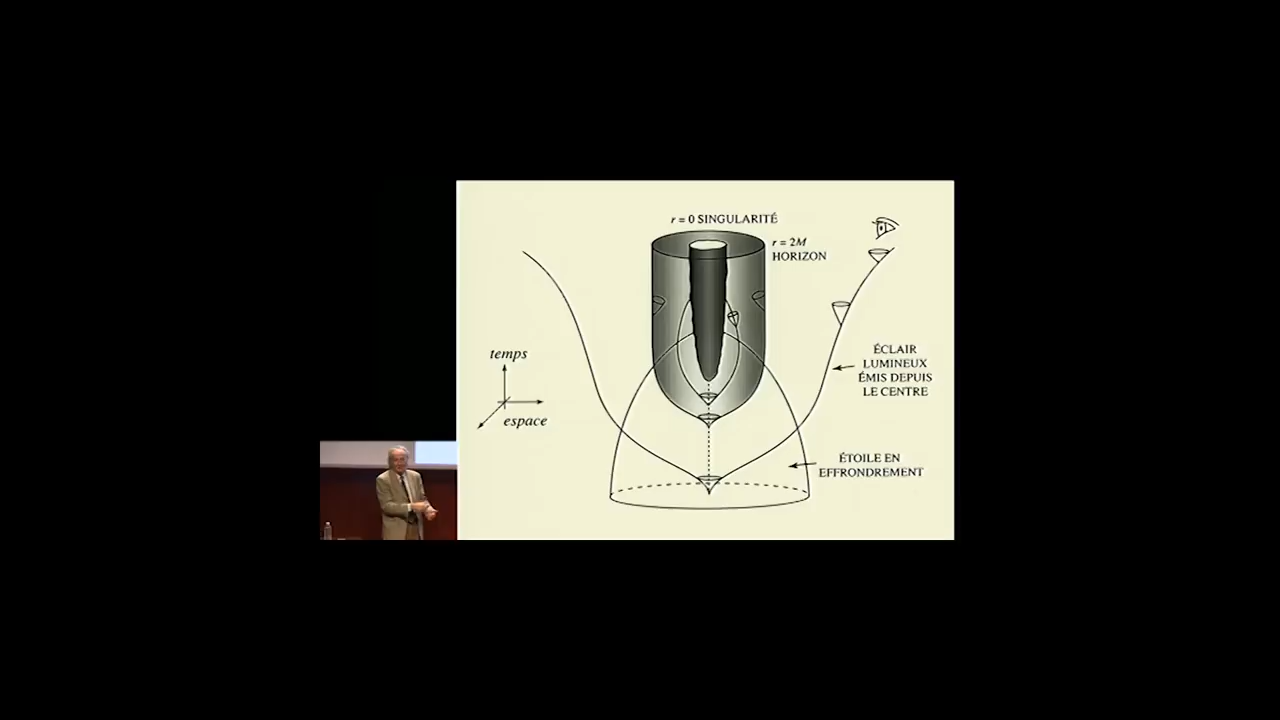 r = 0 SINGULARITÉ
r = 2M
HORIZON
temps
espace
ÉCLAIR
LUMINEUX
ÉMIS DEPUIS
LE CENTRE
ÉTOILE EN
EFFRONDREMENT